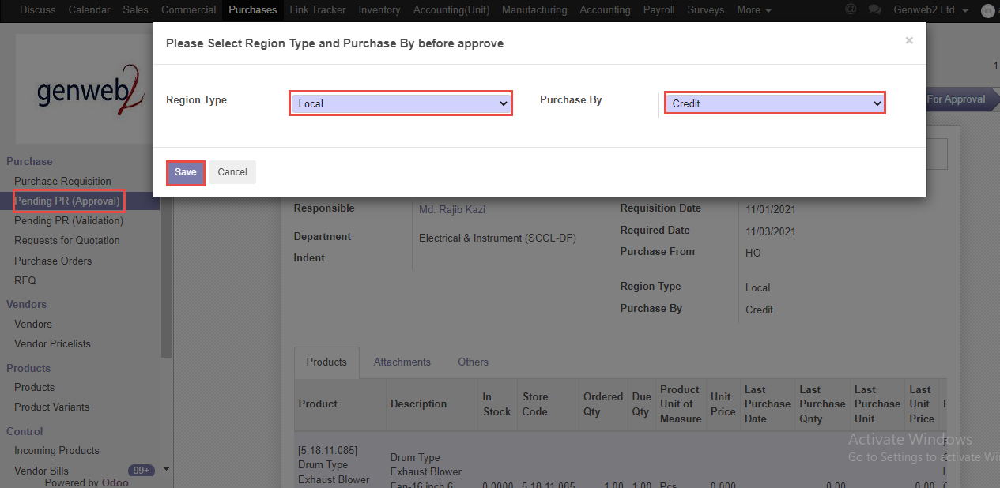 Discuss Calendar Sales Commercial Purchases Link Tracker Inventory Accounting(Unit) Manufacturing Accounting Payroll Surveys More @ Genweb2 Ltd.
Please Select Region Type and Purchase By before approve ×
Region Type Local Purchase By Credit
Save Cancel
genweb2
1
For Approval
Purchase
Purchase Requisition
Pending PR (Approval)
Pending PR (Validation)
Requests for Quotation
Purchase Orders
RFQ
Vendors
Vendors
Vendor Pricelists
Products
Products
Product Variants
Control
Incoming Products
Vendor Bills 99+
Powered by Odoo
Responsible Md. Rajib Kazi
Department Electrical & Instrument (SCCL-DF)
Indent
Requisition Date 11/01/2021
Required Date 11/03/2021
Purchase From HO
Region Type Local
Purchase By Credit
Products Attachments Others
Product Description In Stock Store Code Ordered Qty Due Qty Product Unit of Measure Unit Price Last Purchase Date Last Purchase Qnty Last Purchase Unit Last Unit Price
[5.18.11.085]
Drum Type
Exhaust Blower
Drum Type
Exhaust Blower
Fan-16 inch 6
0.0000 5.18.11.085 1.00 1.00 Pcs 0.000 0.00 0.00
Activate Windows
Go to Settings to activate Wi